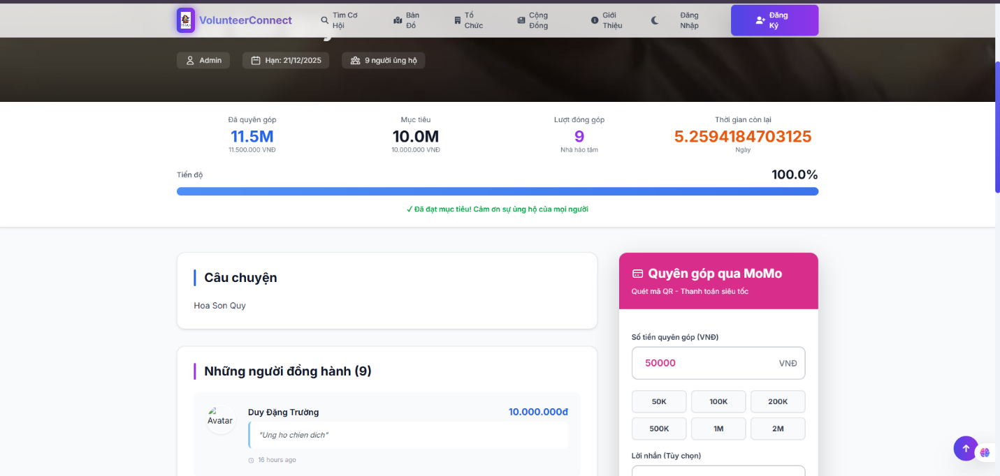 VolunteerConnect
Tìm Cơ
Hội
Bản
Đồ
Tổ
Chức
Cộng
Đồng
Giới
Thiệu
Đăng
Nhập
Đăng
Ký
Admin
Hạn: 21/12/2025
9 người ủng hộ
Đã quyên góp
11.5M
11.500.000 VNĐ
Mục tiêu
10.0M
10.000.000 VNĐ
Lượt đóng góp
9
Nhà hảo tâm
Thời gian còn lại
5.2594184703125
Ngày
Tiến độ
100.0%
✓ Đã đạt mục tiêu! Cảm ơn sự ủng hộ của mọi người
Câu chuyện
Hoa Son Quy
Những người đồng hành (9)
Avatar
Duy Đặng Trường
10.000.000đ
"Ung ho chien dich"
16 hours ago
Quyên góp qua MoMo
Quét mã QR - Thanh toán siêu tốc
Số tiền quyên góp (VNĐ)
50000
VNĐ
50K
100K
200K
500K
1M
2M
Lời nhắn (Tùy chọn)